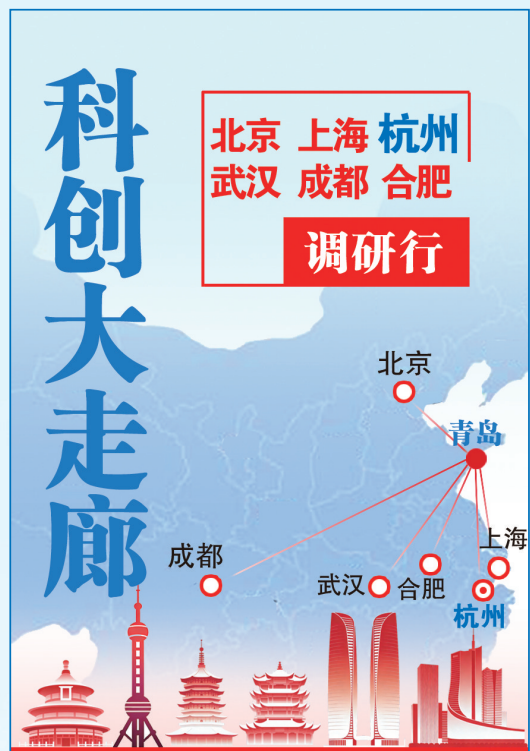 科创大走廊
北京 上海 杭州
武汉 成都 合肥
调研行
北京
青岛
成都
武汉
合肥
上海
杭州